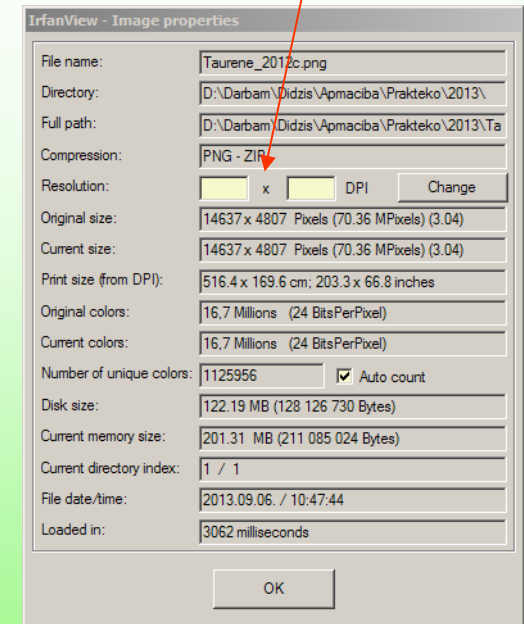 IrfanView - Image properties
File name: Taurene_2012c.png
Directory: D:\Darbam\Didzis\Apmaciba\Prakteko\2013\
Full path: D:\Darbam\Didzis\Apmaciba\Prakteko\2013\Ta
Compression: PNG - ZIP
Resolution: x DPI Change
Original size: 14637 x 4807 Pixels (70.36 MPixels) (3.04)
Current size: 14637 x 4807 Pixels (70.36 MPixels) (3.04)
Print size (from DPI): 516.4 x 169.6 cm; 203.3 x 66.8 inches
Original colors: 16,7 Millions (24 BitsPerPixel)
Current colors: 16,7 Millions (24 BitsPerPixel)
Number of unique colors: 1125956 Auto count
Disk size: 122.19 MB (128 126 730 Bytes)
Current memory size: 201.31 MB (211 085 024 Bytes)
Current directory index: 1 / 1
File date/time: 2013.09.06. / 10:47:44
Loaded in: 3062 milliseconds
OK